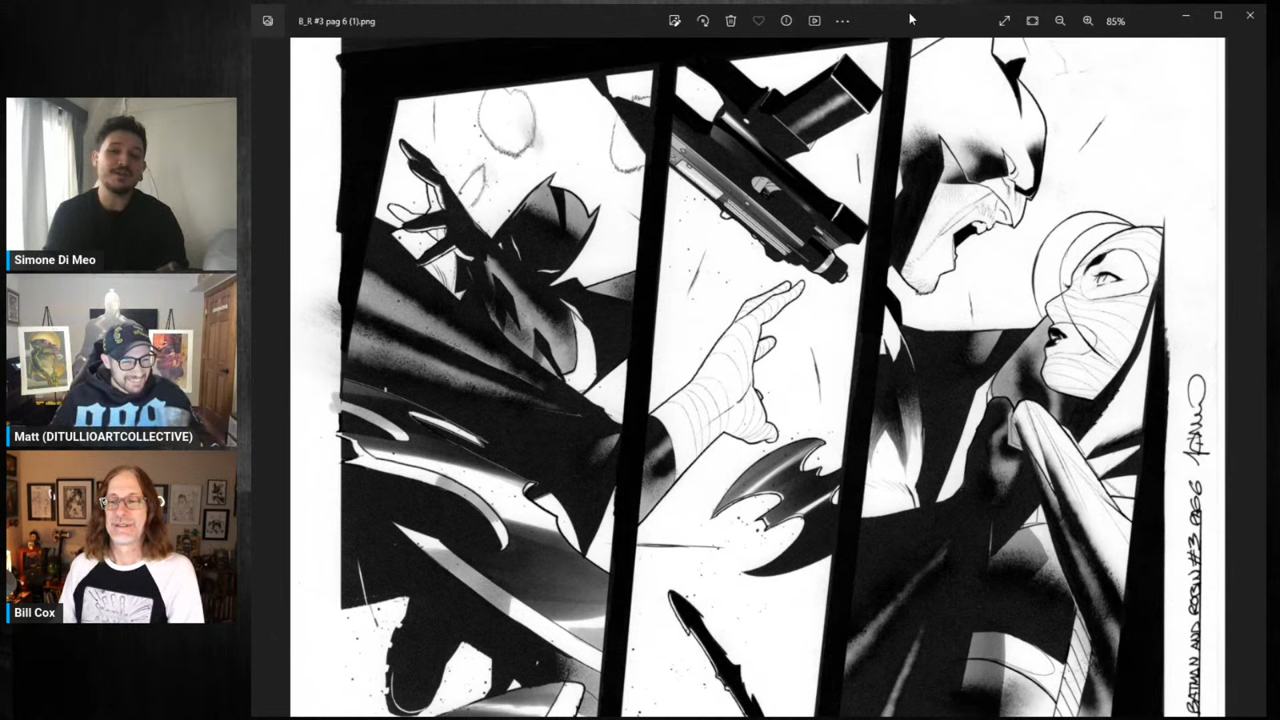 B_R #3 pag 6 (1).png
85%
Simone Di Meo
Matt (DITULLIOARTCOLLECTIVE)
Bill Cox
BATMAN AND ROBIN #3 PAG 6